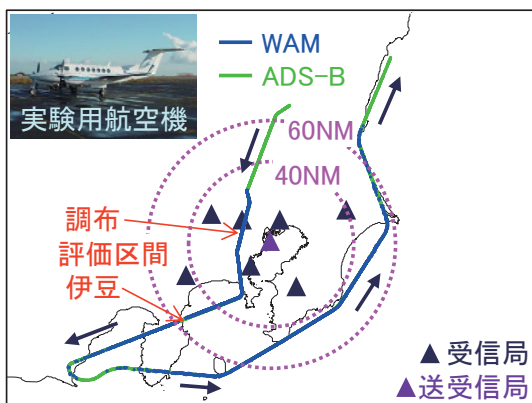 実験用航空機
WAM
ADS-B
60NM
40NM
調布
評価区間
伊豆
▲受信局
▲送受信局